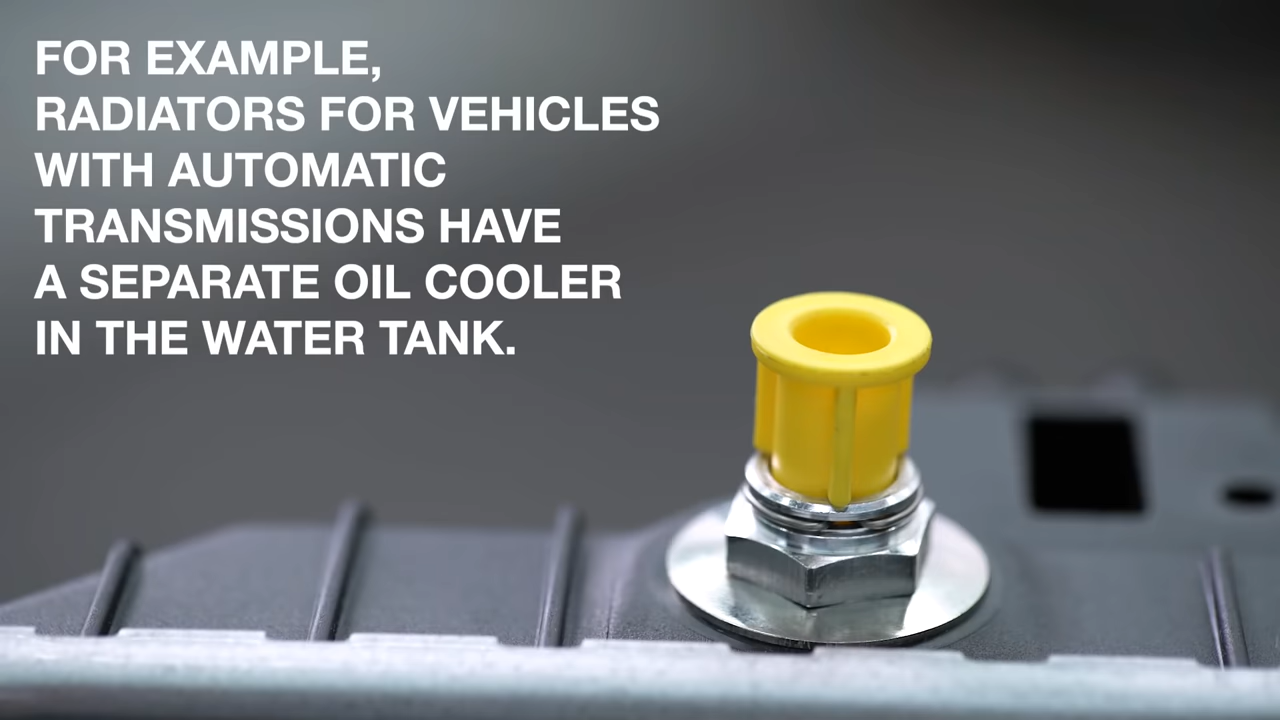 FOR EXAMPLE,
RADIATORS FOR VEHICLES
WITH AUTOMATIC
TRANSMISSIONS HAVE
A SEPARATE OIL COOLER
IN THE WATER TANK.